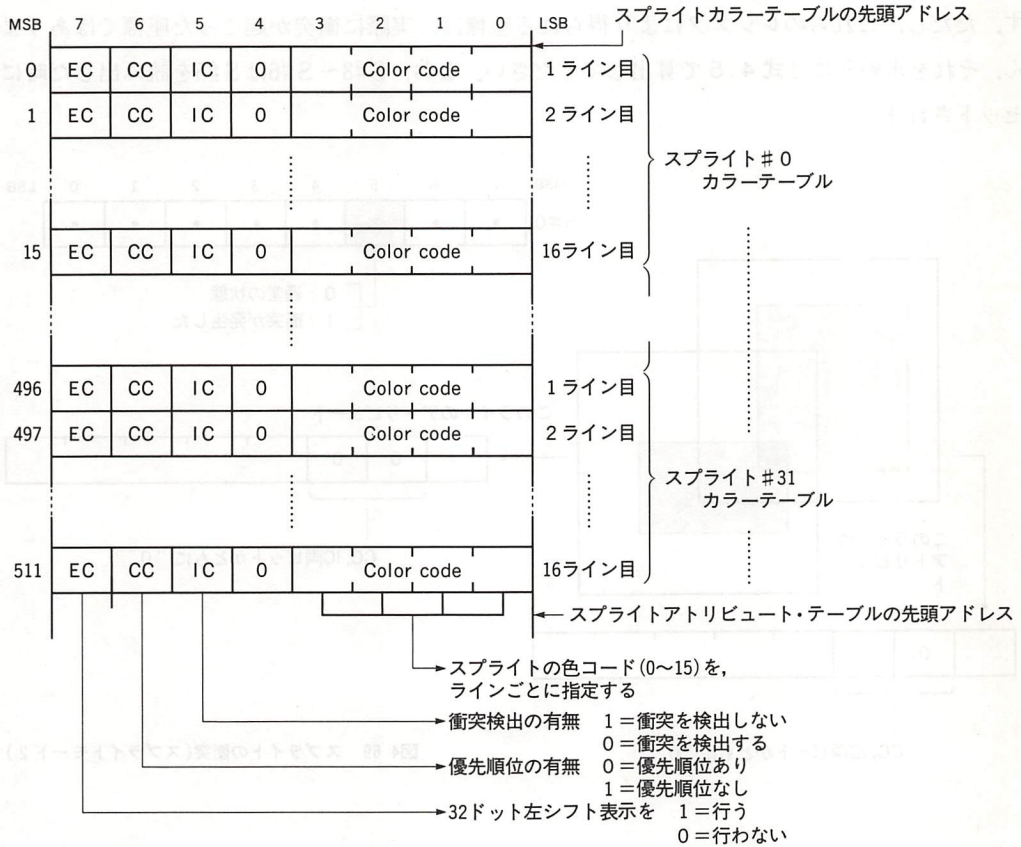 スプライトカラーテーブルの先頭アドレス
MSB 7 6 5 4 3 2 1 0 LSB
0 EC CC IC 0 Color code 1ライン目
1 EC CC IC 0 Color code 2ライン目
スプライト#0
カラーテーブル
15 EC CC IC 0 Color code 16ライン目
496 EC CC IC 0 Color code 1ライン目
497 EC CC IC 0 Color code 2ライン目
スプライト#31
カラーテーブル
511 EC CC IC 0 Color code 16ライン目
スプライトアトリビュート・テーブルの先頭アドレス
スプライトの色コード(0〜15)を,
ラインごとに指定する
衝突検出の有無 1=衝突を検出しない
0=衝突を検出する
優先順位の有無 0=優先順位あり
1=優先順位なし
32ドット左シフト表示を 1=行う
0=行わない